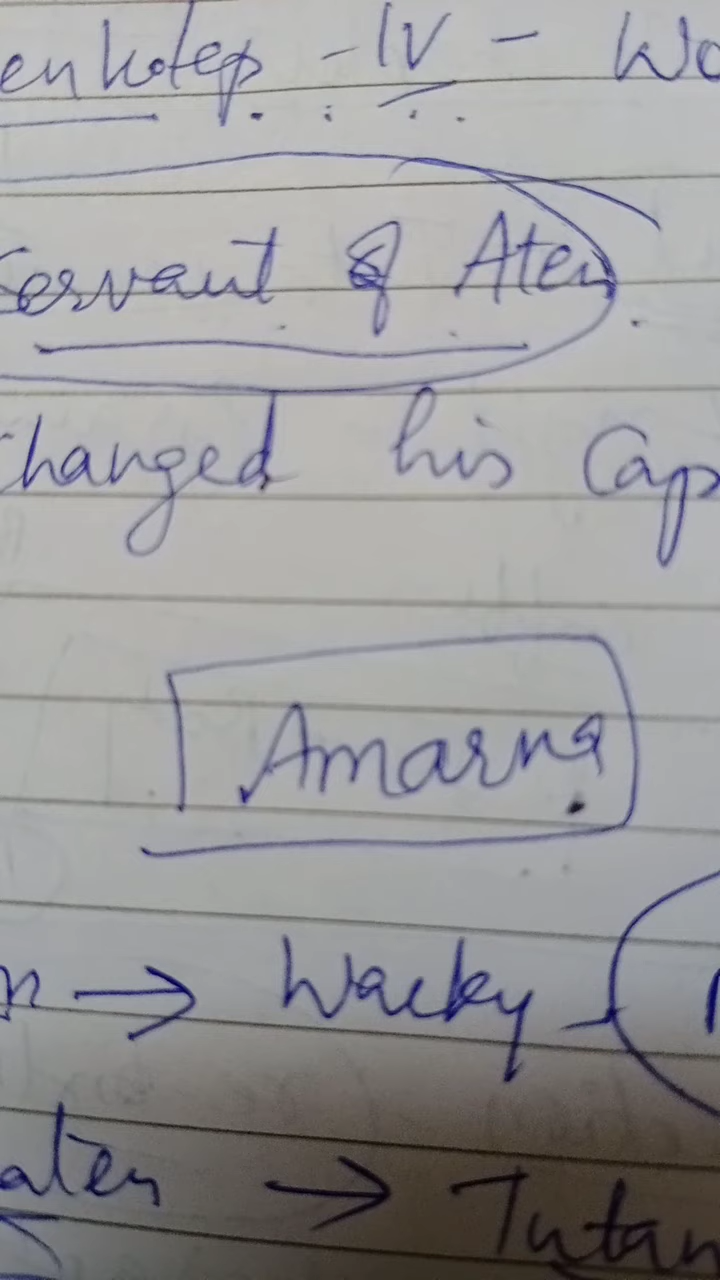 enhotep - IV - Wo
Servant of Aten.
changed his Cap
Amarna
n → Wacky
aten → Tutan